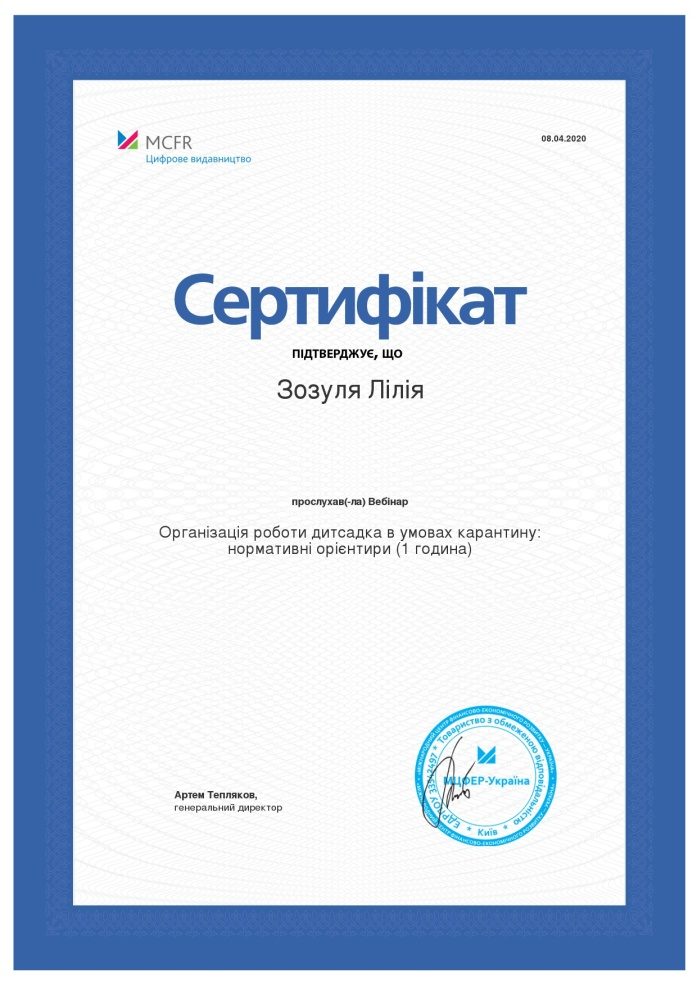 MCFR
Цифрове видавництво
08.04.2020
Сертифікат
ПІДТВЕРДЖУЄ, ЩО
Зозуля Лілія
прослухав(-ла) Вебінар
Організація роботи дитсадка в умовах карантину:
нормативні орієнтири (1 година)
Артем Тепляков,
генеральний директор
Товариство з обмеженою відповідальністю
МЦФЕР-Україна
* Київ *